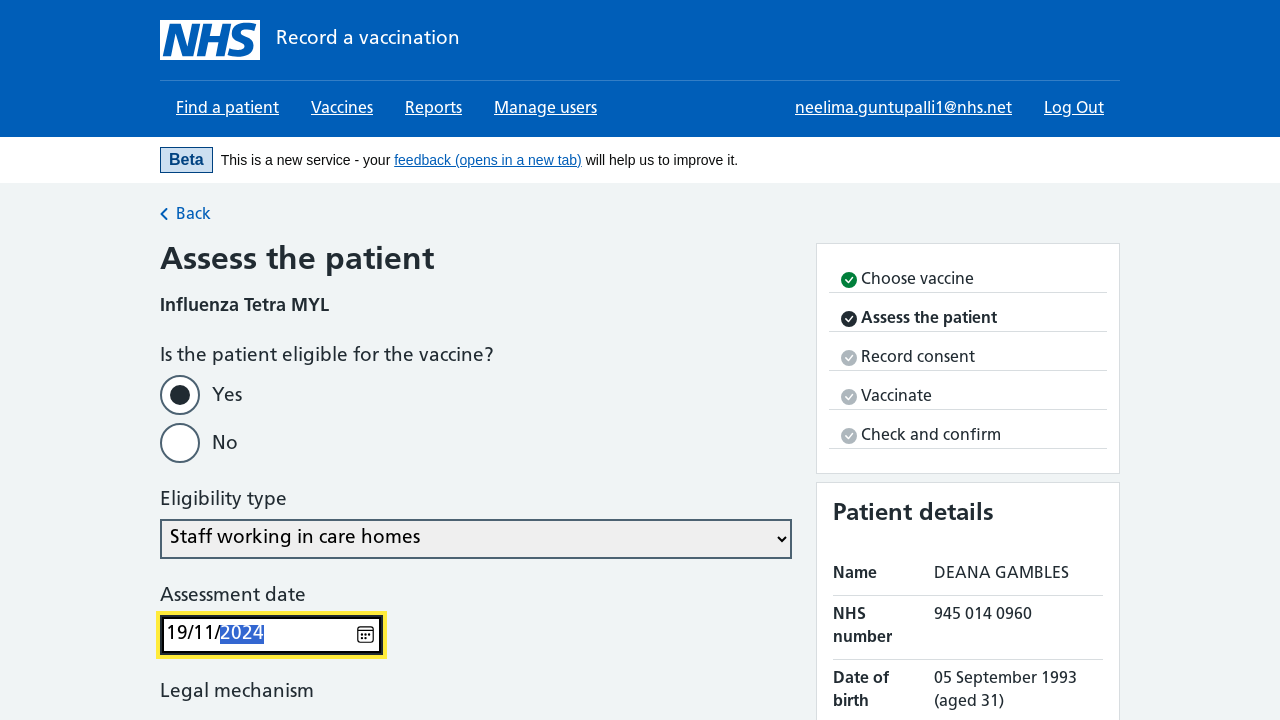 NHS Record a vaccination
Find a patient Vaccines Reports Manage users neelima.guntupalli1@nhs.net Log Out
Beta This is a new service - your feedback (opens in a new tab) will help us to improve it.
Back
Assess the patient
Influenza Tetra MYL
Is the patient eligible for the vaccine?
Yes
No
Eligibility type
Staff working in care homes
Assessment date
19/11/2024
Legal mechanism
Choose vaccine
Assess the patient
Record consent
Vaccinate
Check and confirm
Patient details
Name DEANA GAMBLES
NHS number 945 014 0960
Date of birth 05 September 1993 (aged 31)